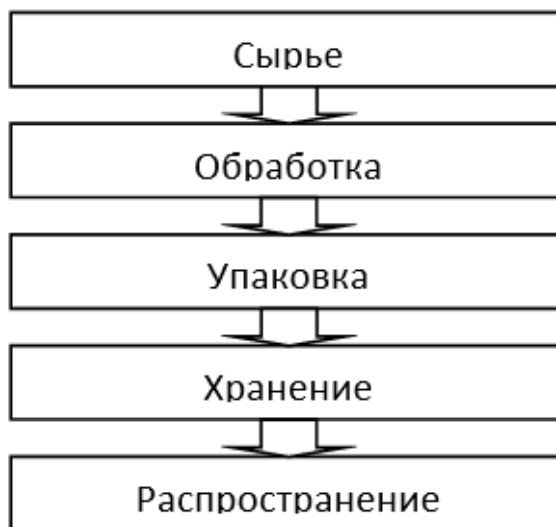 Сырье
Обработка
Упаковка
Хранение
Распространение